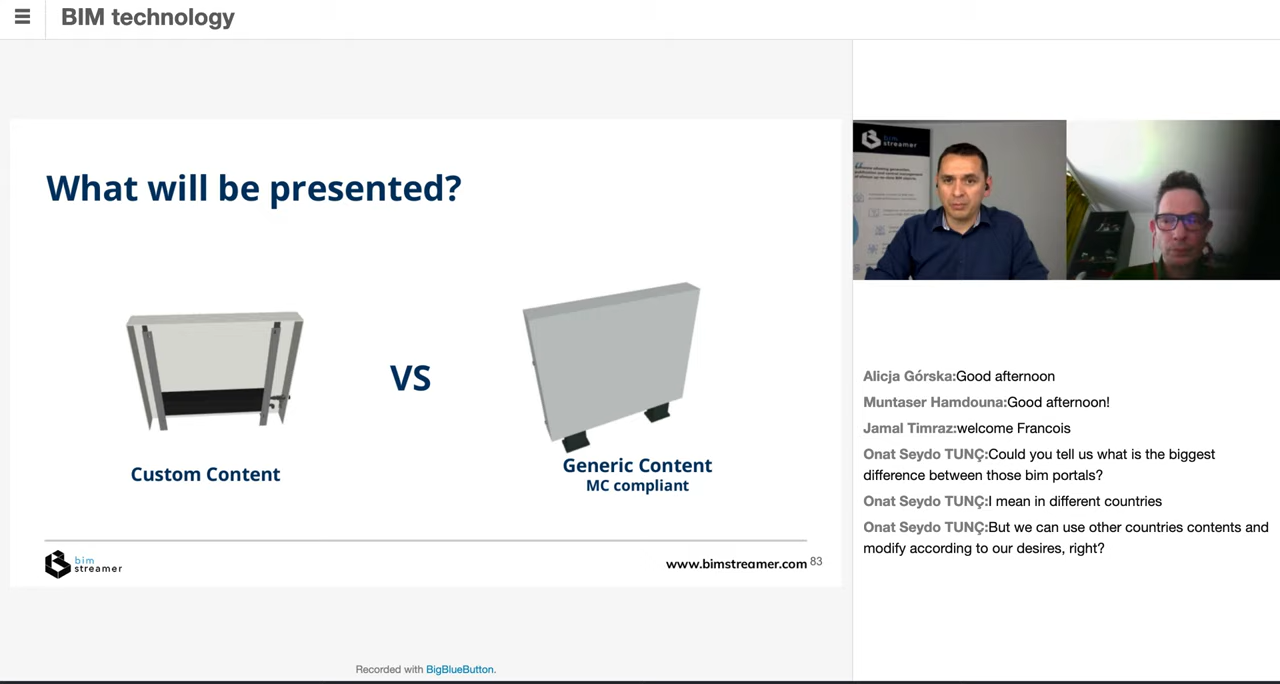 BIM technology
What will be presented?
VS
Custom Content
Generic Content
MC compliant
bim
streamer
www.bimstreamer.com 83
Recorded with BigBlueButton.
bim
streamer
Alicja Górska:Good afternoon
Muntaser Hamdouna:Good afternoon!
Jamal Timraz:welcome Francois
Onat Seydo TUNÇ:Could you tell us what is the biggest
difference between those bim portals?
Onat Seydo TUNÇ:I mean in different countries
Onat Seydo TUNÇ:But we can use other countries contents and
modify according to our desires, right?